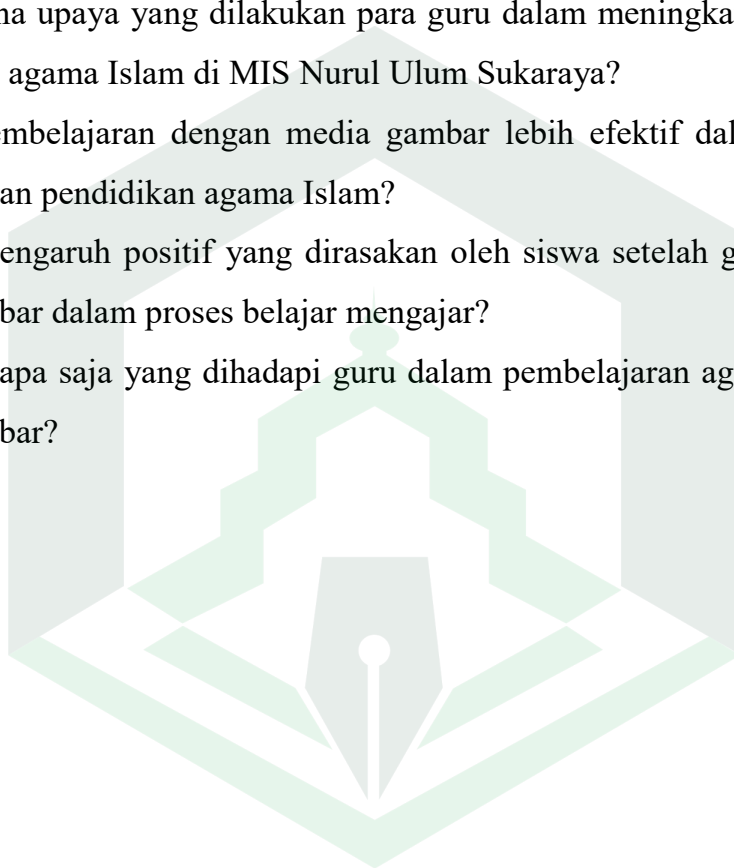 na upaya yang dilakukan para guru dalam meningka
agama Islam di MIS Nurul Ulum Sukaraya?
embelajaran dengan media gambar lebih efektif dal
an pendidikan agama Islam?
engaruh positif yang dirasakan oleh siswa setelah g
bar dalam proses belajar mengajar?
apa saja yang dihadapi guru dalam pembelajaran ag
bar?